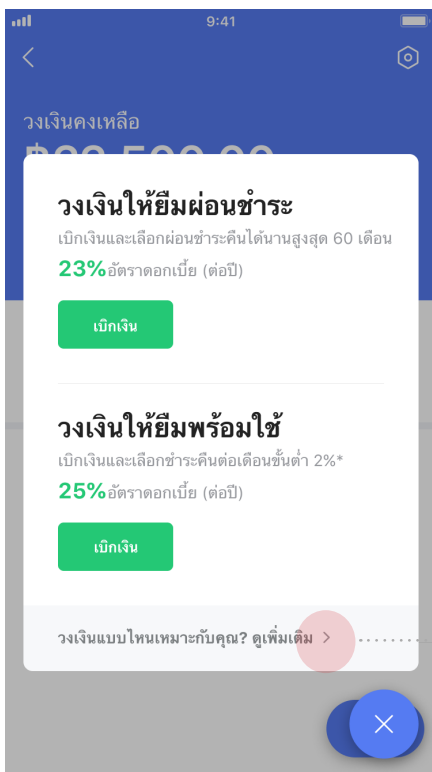 9:41
วงเงินคงเหลือ
วงเงินให้ยืมผ่อนชำระ
เบิกเงินและเลือกผ่อนชำระคืนได้นานสูงสุด 60 เดือน
23% อัตราดอกเบี้ย (ต่อปี)
เบิกเงิน
วงเงินให้ยืมพร้อมใช้
เบิกเงินและเลือกชำระคืนต่อเดือนขั้นต่ำ 2%*
25% อัตราดอกเบี้ย (ต่อปี)
เบิกเงิน
วงเงินแบบไหนเหมาะกับคุณ? ดูเพิ่มเติม >